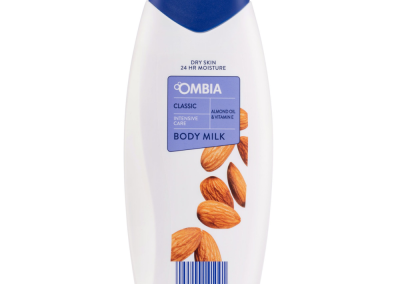 DRY SKIN
24 HR MOISTURE
OMBIA
CLASSIC
INTENSIVE
CARE
ALMOND OIL
& VITAMIN E
BODY MILK